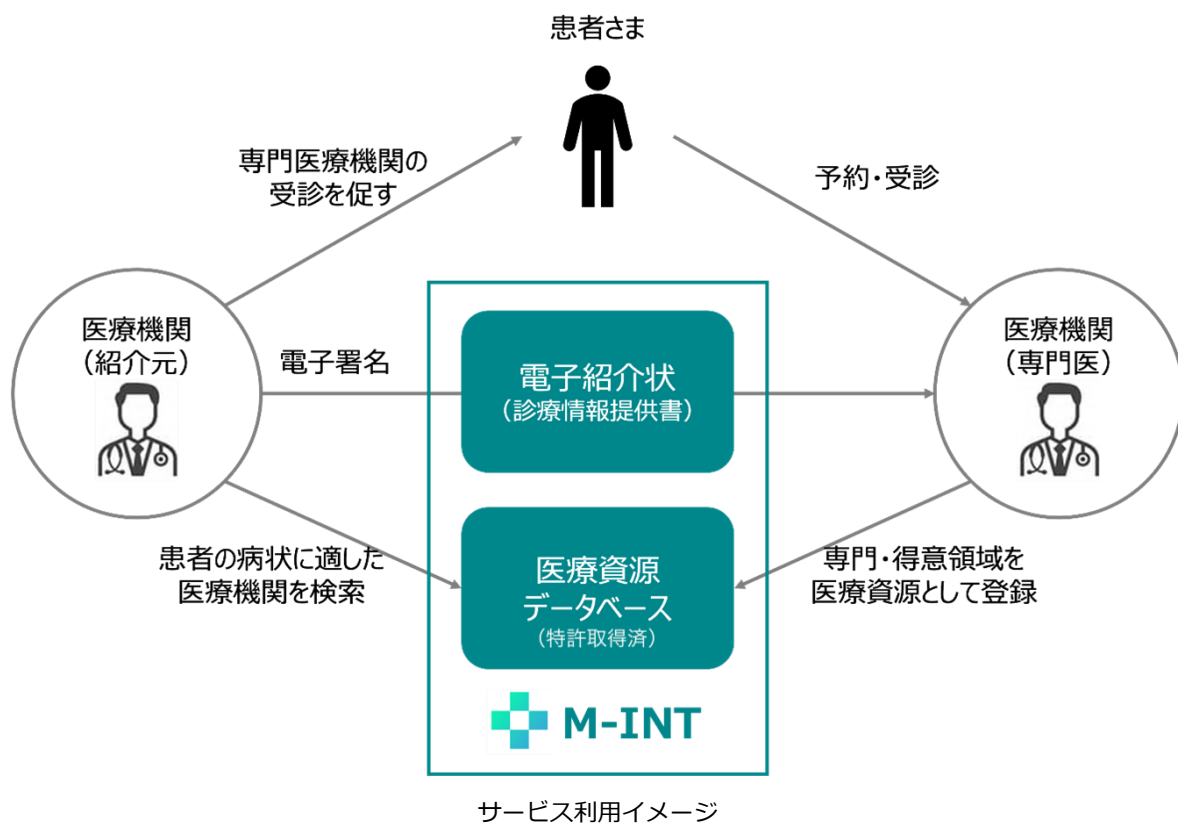 患者さま
専門医療機関の
受診を促す
予約・受診
医療機関
（紹介元）
電子署名
電子紹介状
（診療情報提供書）
医療機関
（専門医）
患者の病状に適した
医療機関を検索
医療資源
データベース
（特許取得済）
専門・得意領域を
医療資源として登録
M-INT
サービス利用イメージ